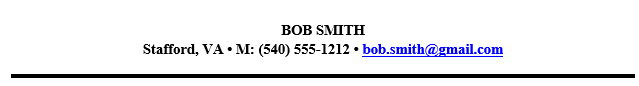 BOB SMITH
Stafford, VA • M: (540) 555-1212 • bob.smith@gmail.com